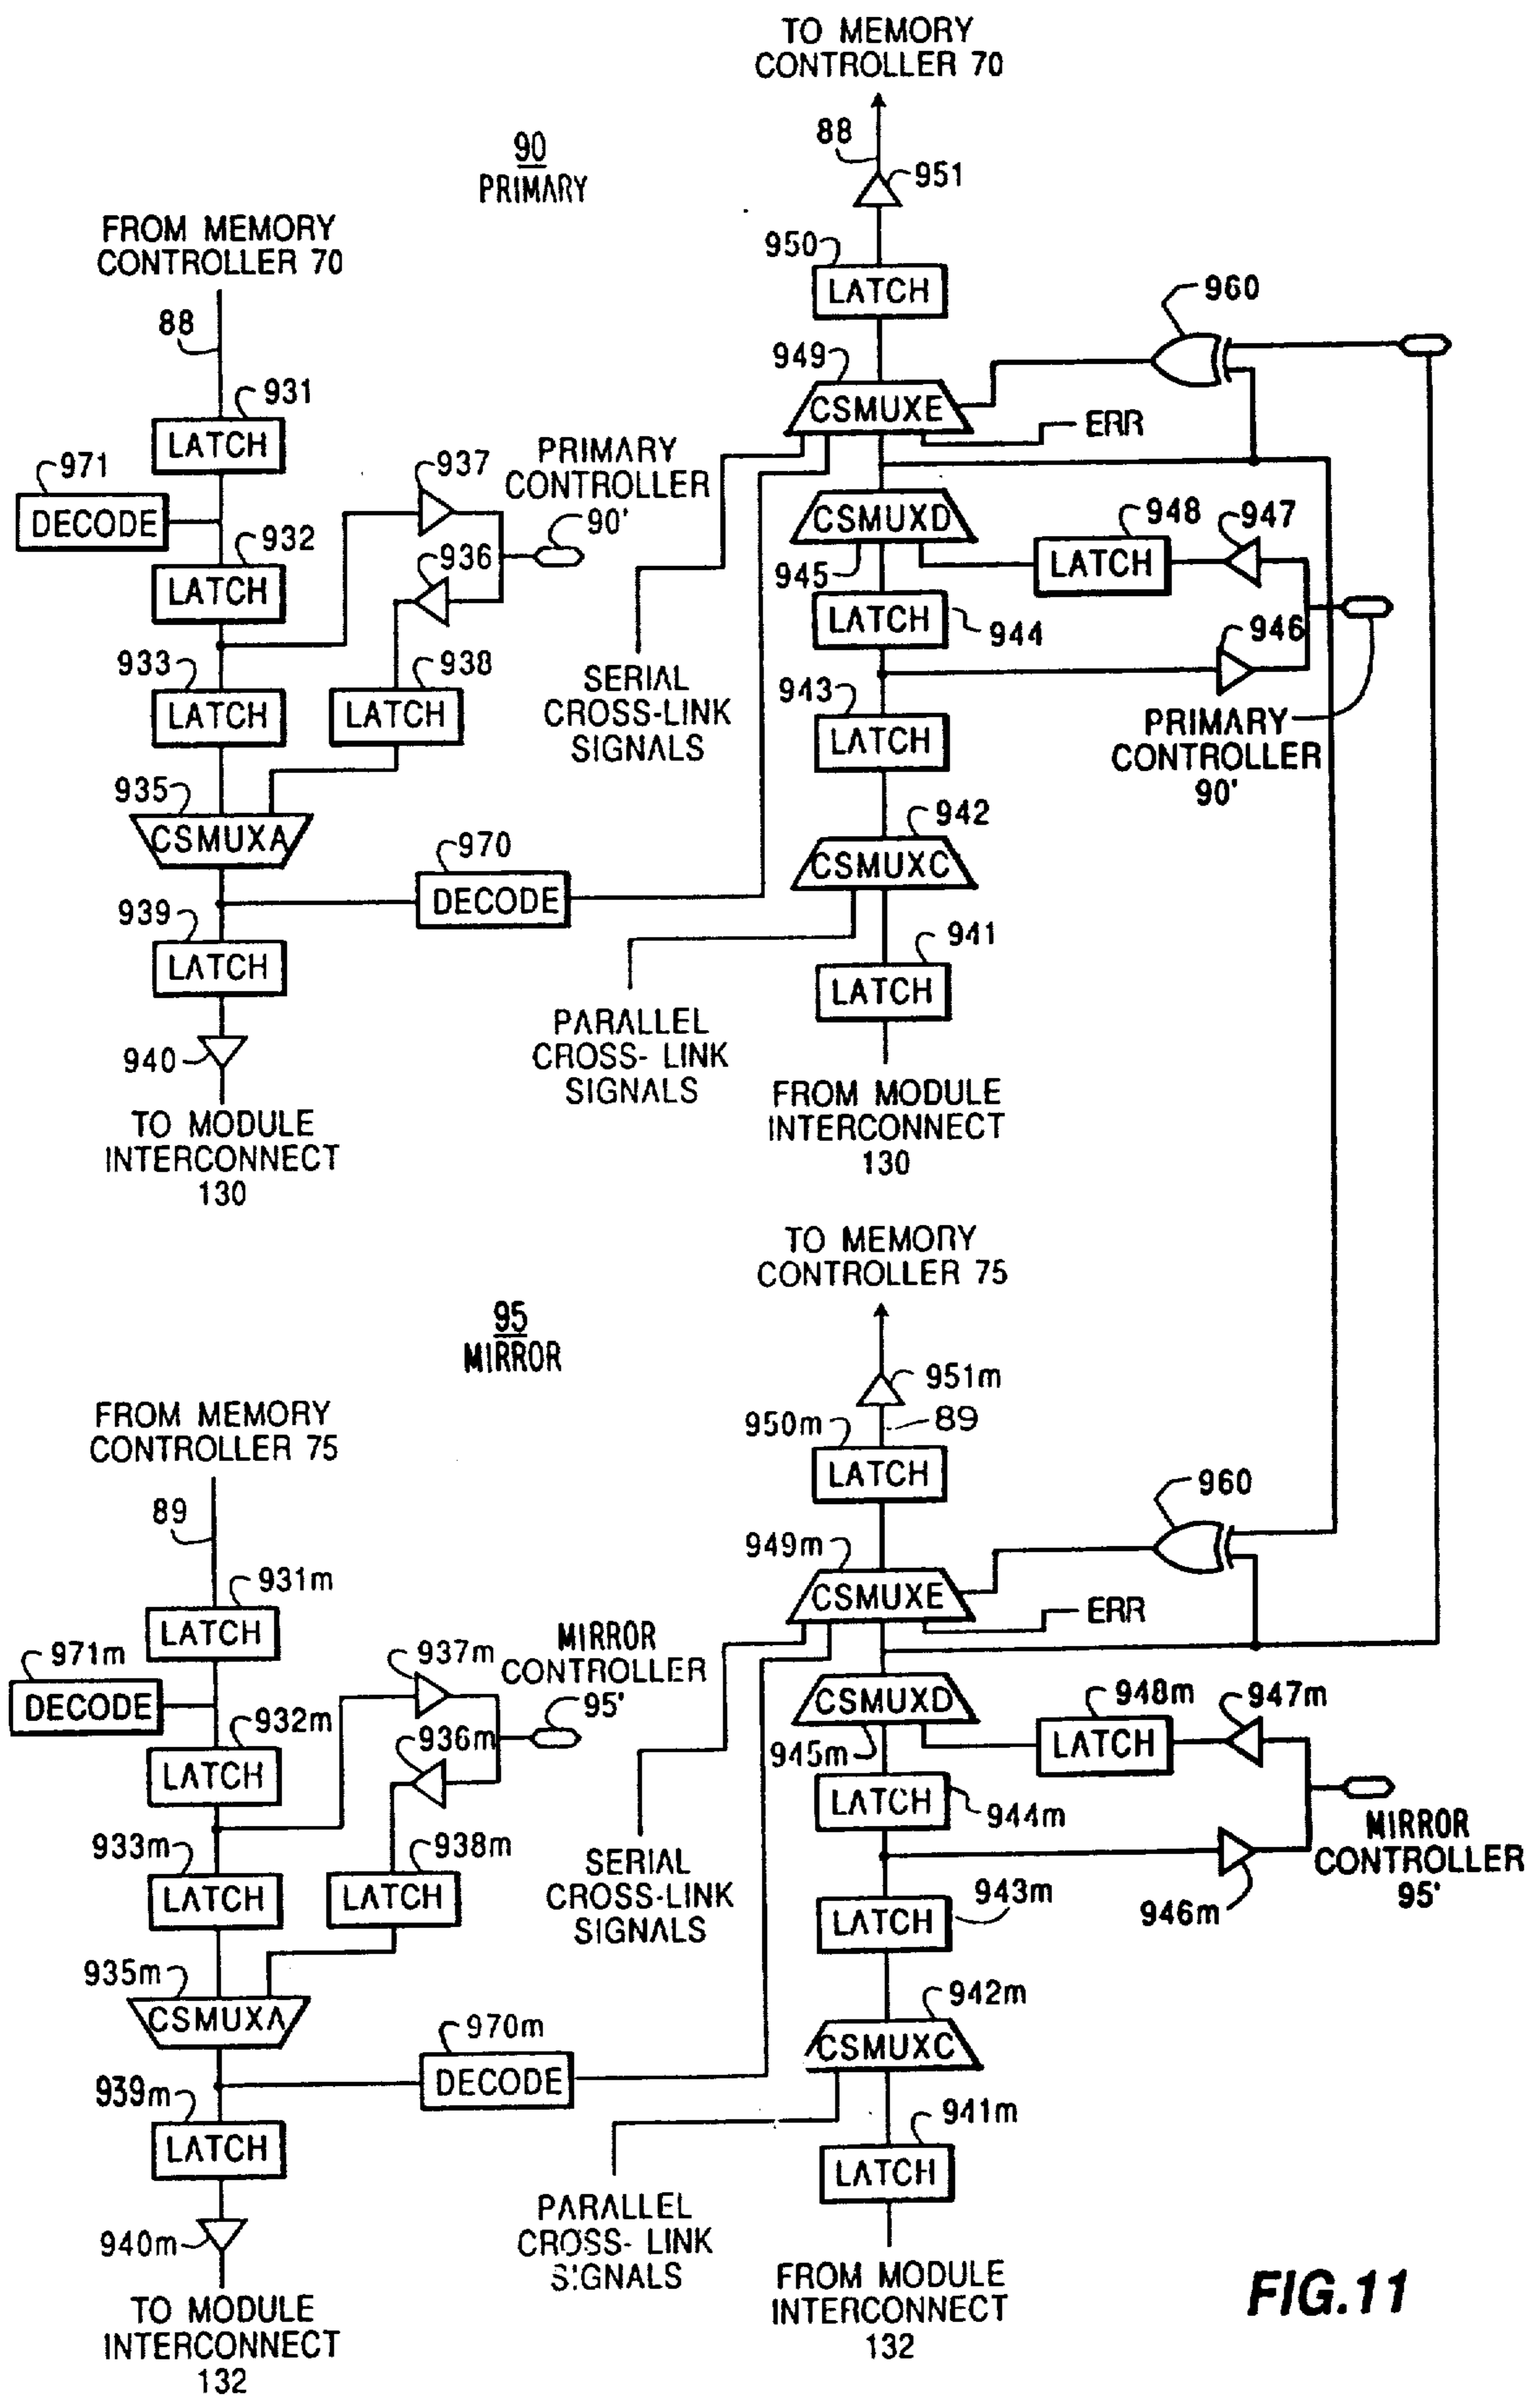 TO MEMORY
CONTROLLER 70
88
951
90
PRIMARY
FROM MEMORY
CONTROLLER 70
950
LATCH
960
88
949
931
CSMUXE
LATCH
ERR
971
937
PRIMARY
CONTROLLER
90'
DECODE
CSMUXD
948
947
932
936
945
LATCH
LATCH
LATCH
944
946
933
938
SERIAL
CROSS-LINK
SIGNALS
943
LATCH
LATCH
LATCH
PRIMARY
CONTROLLER
90'
935
942
CSMUXA
970
CSMUXC
DECODE
939
941
LATCH
LATCH
PARALLEL
CROSS- LINK
SIGNALS
940
FROM MODULE
INTERCONNECT
130
TO MODULE
INTERCONNECT
130
TO MEMORY
CONTROLLER 75
95
MIRROR
951m
FROM MEMORY
CONTROLLER 75
950m
89
LATCH
960
89
949m
931m
CSMUXE
LATCH
ERR
971m
937m
MIRROR
CONTROLLER
95'
DECODE
CSMUXD
948m
947m
932m
936m
945m
LATCH
LATCH
LATCH
944m
933m
938m
SERIAL
CROSS-LINK
SIGNALS
MIRROR
CONTROLLER
95'
LATCH
LATCH
943m
LATCH
946m
935m
942m
CSMUXA
970m
CSMUXC
DECODE
939m
941m
LATCH
LATCH
PARALLEL
CROSS- LINK
SIGNALS
940m
FROM MODULE
INTERCONNECT
132
TO MODULE
INTERCONNECT
132
FIG.11